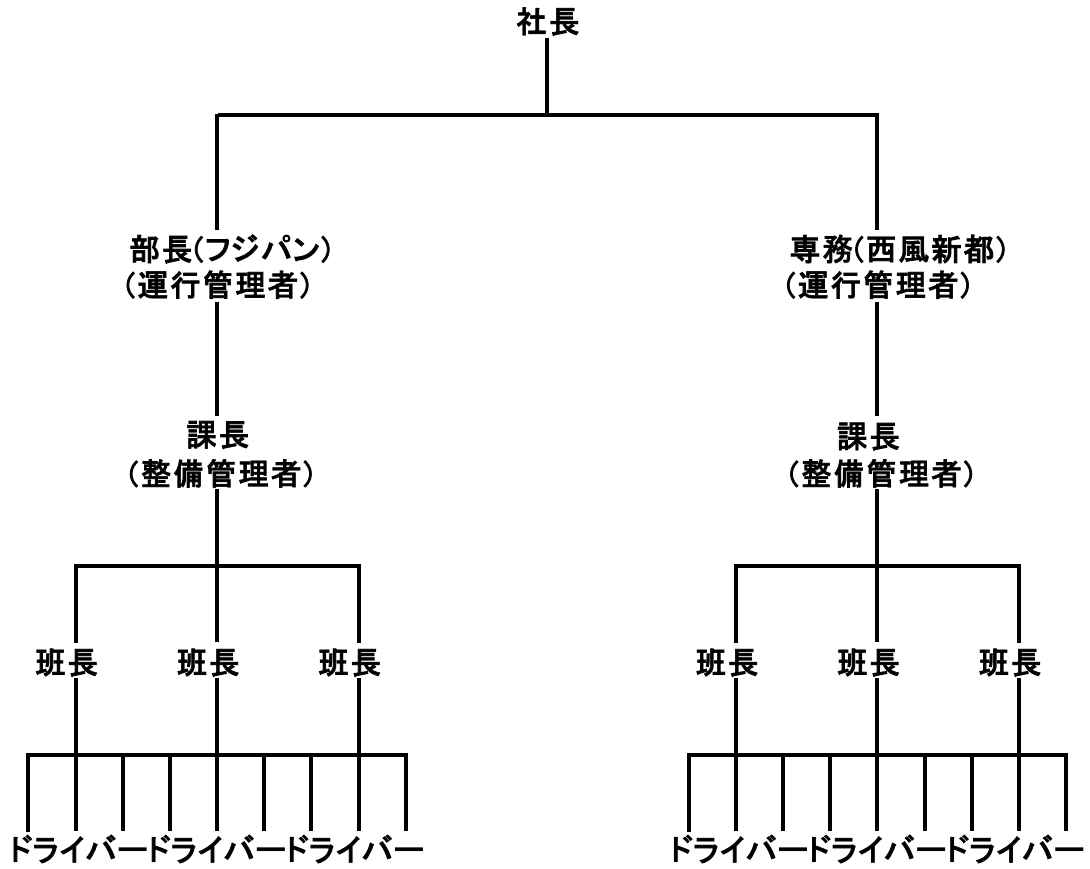 社長
部長(フジパン)
(運行管理者)
専務(西風新都)
(運行管理者)
課長
(整備管理者)
課長
(整備管理者)
班長 班長 班長
班長 班長 班長
ドライバードライバードライバー
ドライバードライバードライバー